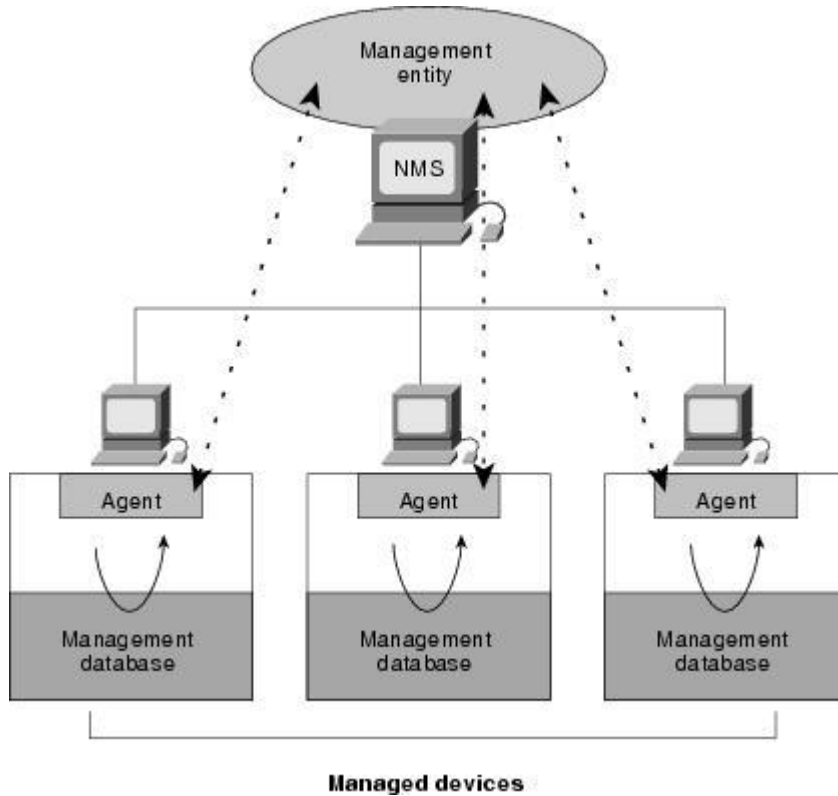 Management
entity
NMS
Agent
Agent
Agent
Management
database
Management
database
Management
database
Managed devices